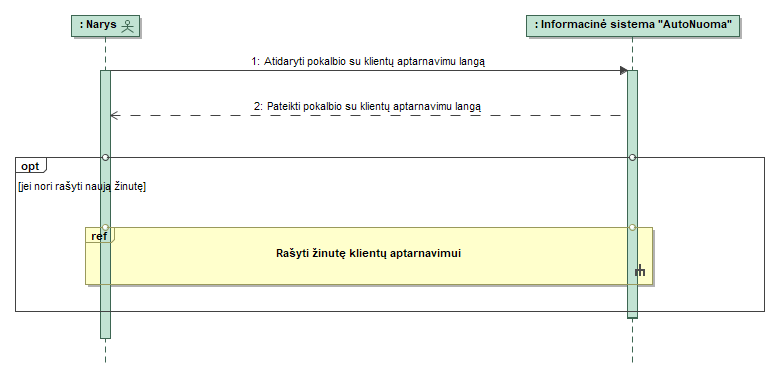 : Narys
: Informacinė sistema "AutoNuoma"
1: Atidaryti pokalbio su klientų aptarnavimu langą
2: Pateikti pokalbio su klientų aptarnavimu langą
opt
[jei nori rašyti naują žinutę]
ref
Rašyti žinutę klientų aptarnavimui